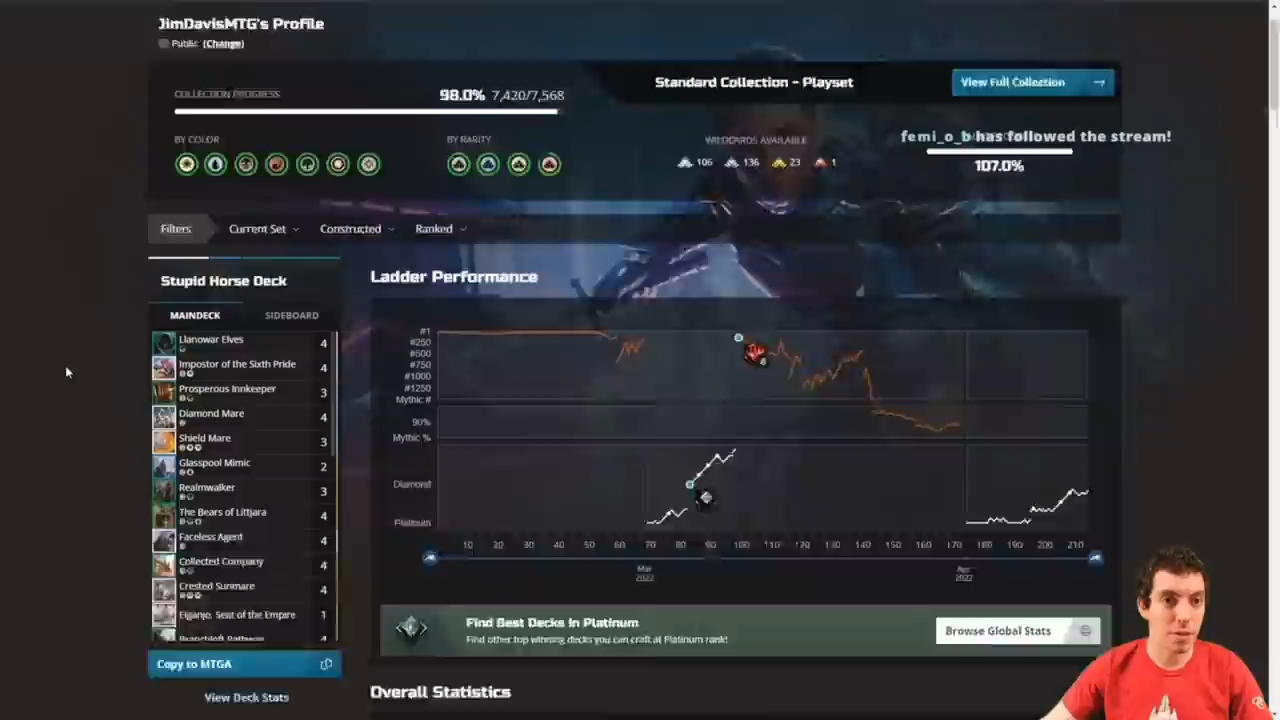 JimDavisMTG's Profile
Public (Change)
COLLECTION PROGRESS
98.0% 7,420/7,568
Standard Collection - Playset
View Full Collection
BY COLOR
BY RARITY
WILDCARDS AVAILABLE
106 136 23 1
femi_o_b has followed the stream!
107.0%
Filters
Current Set
Constructed
Ranked
Stupid Horse Deck
MAINDECK
SIDEBOARD
Llanowar Elves 4
Impostor of the Sixth Pride 4
Prosperous Innkeeper 3
Diamond Mare 4
Shield Mare 3
Glasspool Mimic 2
Realmwalker 3
The Bears of Littjara 4
Faceless Agent 4
Collected Company 4
Crested Sunmare 4
Eiganjo, Seat of the Empire 1
Branchloft Pathway 4
Copy to MTGA
View Deck Stats
Ladder Performance
#1
#250
#500
#750
#1000
#1250
Mythic #
90%
Mythic %
Diamond
Platinum
10 20 30 40 50 60 70 80 90 100 110 120 130 140 150 160 170 180 190 200 210
Mar 2022
Apr 2022
Find Best Decks in Platinum
Find other top winning decks you can craft at Platinum rank!
Browse Global Stats
Overall Statistics